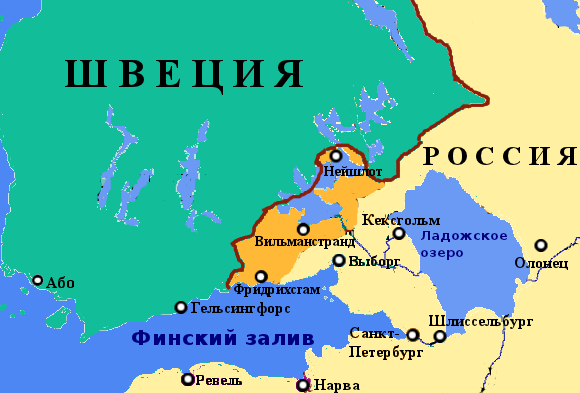 ШВЕЦИЯ
РОССИЯ
Нейшлот
Кексгольм
Вильманстранд
Ладожское
озеро
Выборг
Олонец
Або
Фридрихсгам
Гельсингфорс
Финский залив
Санкт-
Петербург
Шлиссельбург
Ревель
Нарва